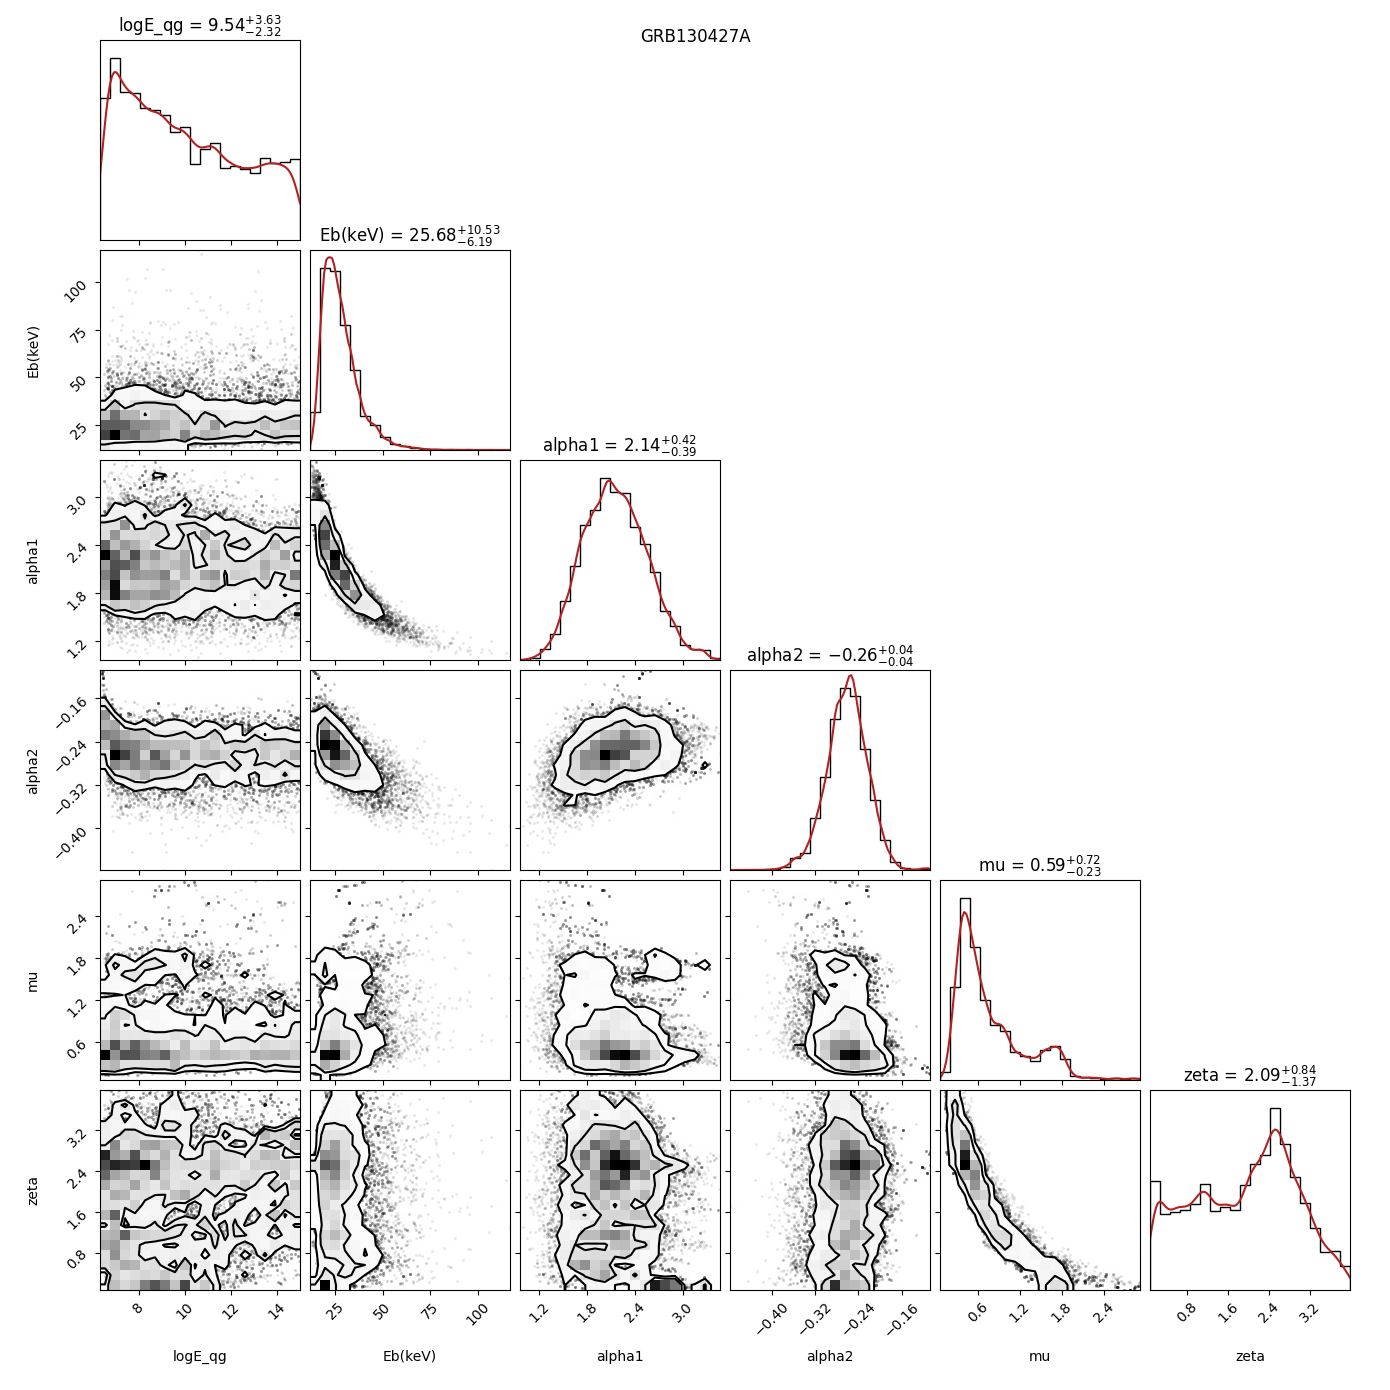 logE_qg = 9.54 +3.63 −2.32
GRB130427A
Eb(keV) = 25.68 +10.53 −6.19
100
75
50
25
Eb(keV)
alpha1 = 2.14 +0.42 −0.39
3.0
2.4
1.8
1.2
alpha1
alpha2 = −0.26 +0.04 −0.04
−0.16
−0.24
−0.32
−0.40
alpha2
mu = 0.59 +0.72 −0.23
2.4
1.8
1.2
0.6
mu
zeta = 2.09 +0.84 −1.37
3.2
2.4
1.6
0.8
zeta
8 10 12 14
25 50 75 100
1.2 1.8 2.4 3.0
−0.40 −0.32 −0.24 −0.16
0.6 1.2 1.8 2.4
0.8 1.6 2.4 3.2
logE_qg Eb(keV) alpha1 alpha2 mu zeta